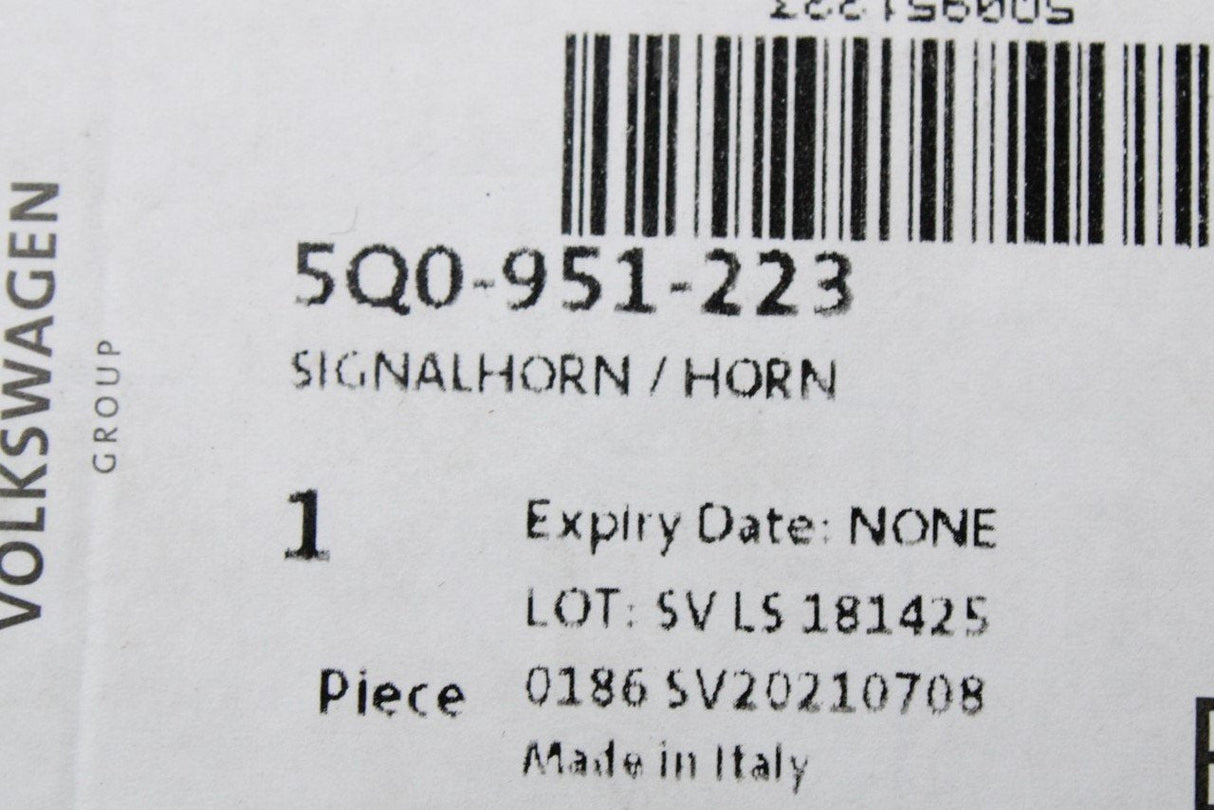 5Q0951223
5Q0-951-223
SIGNALHORN / HORN
1
Expiry Date: NONE
LOT: SV LS 181425
Piece
0186 SV20210708
Made in Italy
VOLKSWAGEN
GROUP